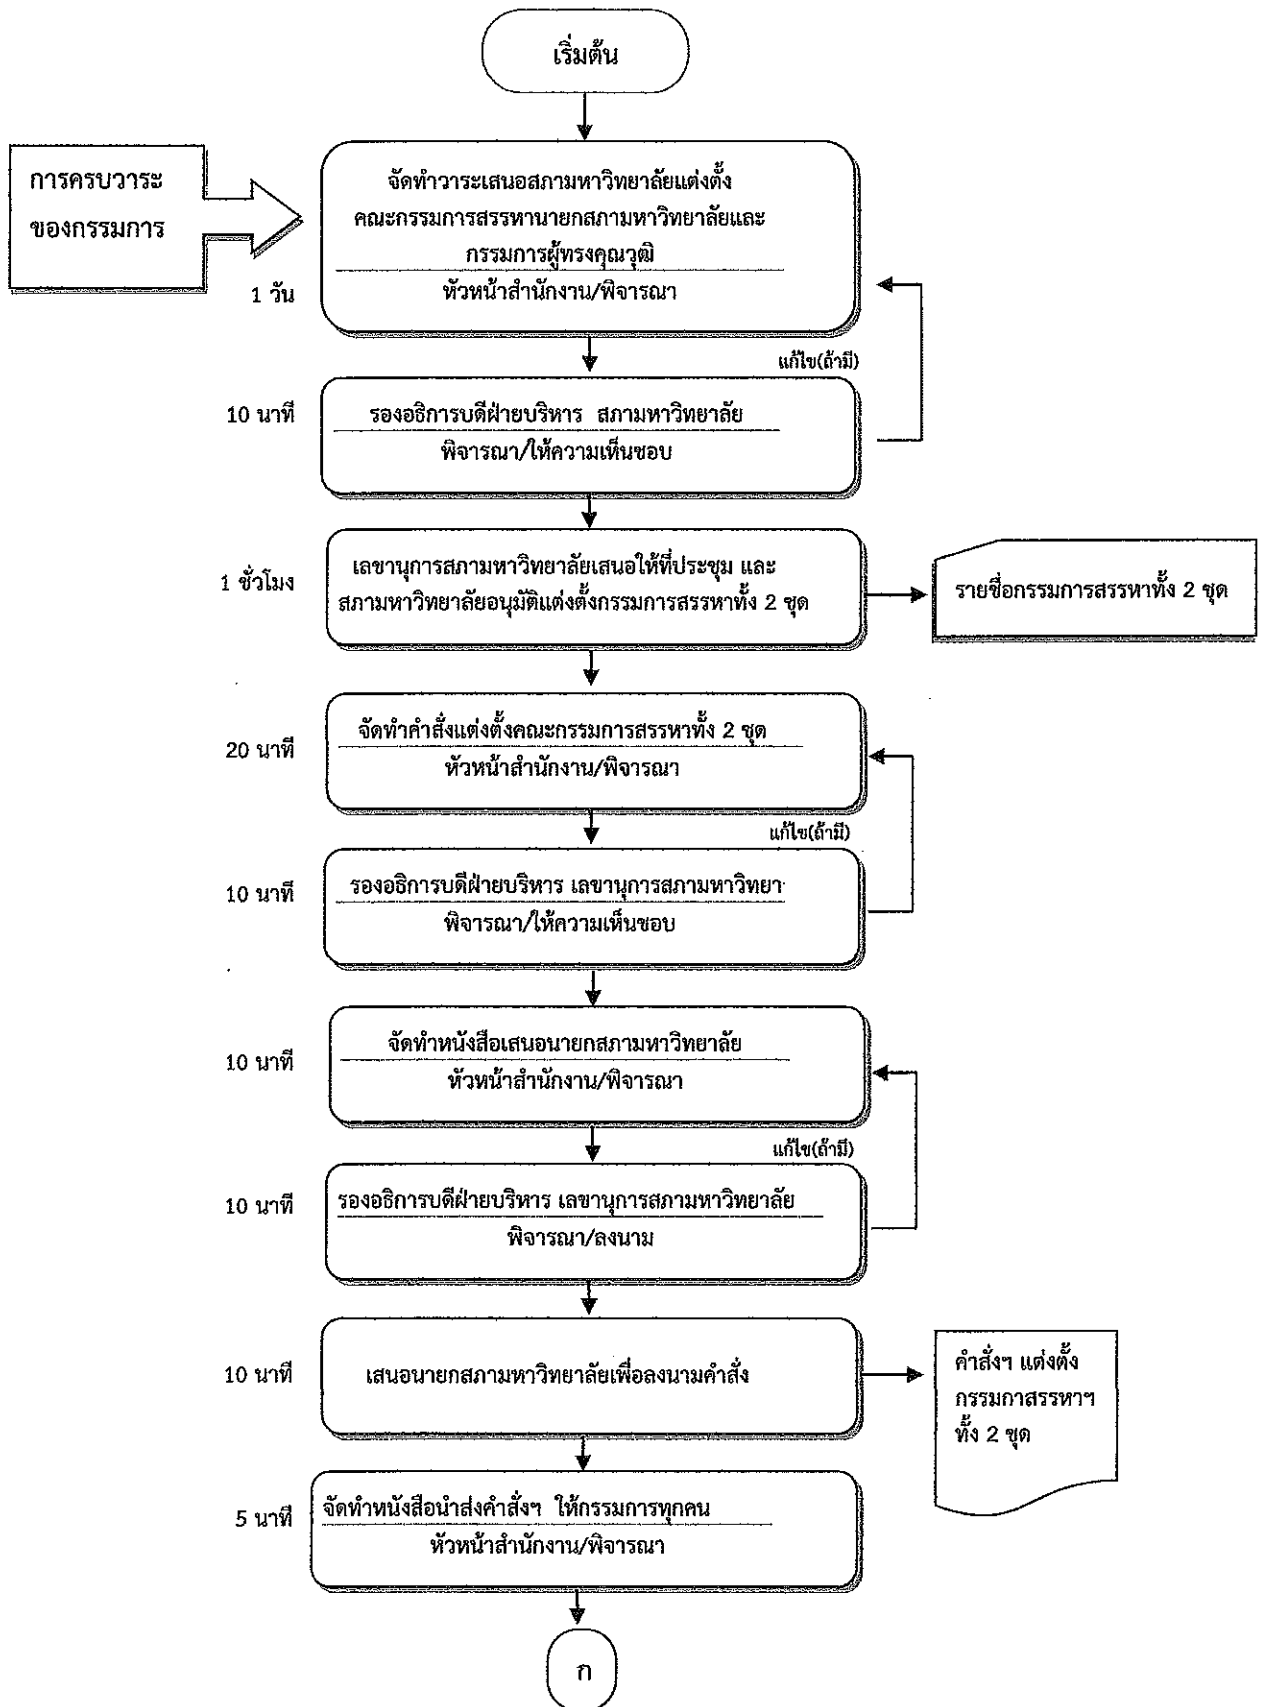 เริ่มต้น
การครบวาระ
ของกรรมการ
จัดทำวาระเสนอสภามหาวิทยาลัยแต่งตั้ง
คณะกรรมการสรรหานายกสภามหาวิทยาลัยและ
กรรมการผู้ทรงคุณวุฒิ
หัวหน้าสำนักงาน/พิจารณา
1 วัน
แก้ไข(ถ้ามี)
10 นาที
รองอธิการบดีฝ่ายบริหาร สภามหาวิทยาลัย
พิจารณา/ให้ความเห็นชอบ
1 ชั่วโมง
เลขานุการสภามหาวิทยาลัยเสนอให้ที่ประชุม และ
สภามหาวิทยาลัยอนุมัติแต่งตั้งกรรมการสรรหาทั้ง 2 ชุด
รายชื่อกรรมการสรรหาทั้ง 2 ชุด
20 นาที
จัดทำคำสั่งแต่งตั้งคณะกรรมการสรรหาทั้ง 2 ชุด
หัวหน้าสำนักงาน/พิจารณา
แก้ไข(ถ้ามี)
10 นาที
รองอธิการบดีฝ่ายบริหาร เลขานุการสภามหาวิทยา
พิจารณา/ให้ความเห็นชอบ
10 นาที
จัดทำหนังสือเสนอนายกสภามหาวิทยาลัย
หัวหน้าสำนักงาน/พิจารณา
แก้ไข(ถ้ามี)
10 นาที
รองอธิการบดีฝ่ายบริหาร เลขานุการสภามหาวิทยาลัย
พิจารณา/ลงนาม
10 นาที
เสนอนายกสภามหาวิทยาลัยเพื่อลงนามคำสั่ง
คำสั่งฯ แต่งตั้ง
กรรมกาสรรหาฯ
ทั้ง 2 ชุด
5 นาที
จัดทำหนังสือนำส่งคำสั่งฯ ให้กรรมการทุกคน
หัวหน้าสำนักงาน/พิจารณา
ก